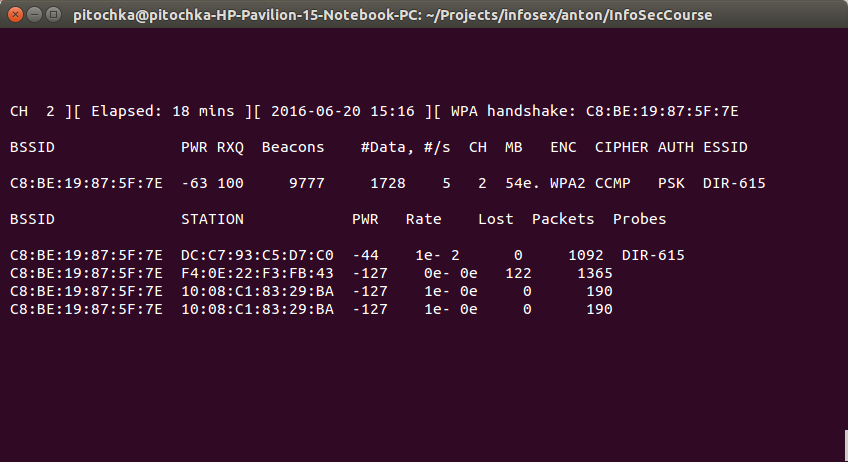 pitochka@pitochka-HP-Pavilion-15-Notebook-PC: ~/Projects/infosex/anton/InfoSecCourse
CH  2 ][ Elapsed: 18 mins ][ 2016-06-20 15:16 ][ WPA handshake: C8:BE:19:87:5F:7E
BSSID              PWR RXQ  Beacons    #Data, #/s  CH  MB   ENC  CIPHER AUTH ESSID
C8:BE:19:87:5F:7E  -63 100     9777     1728    5   2  54e. WPA2 CCMP   PSK  DIR-615
BSSID              STATION            PWR   Rate    Lost  Packets  Probes
C8:BE:19:87:5F:7E  DC:C7:93:C5:D7:C0  -44    1e- 2      0     1092  DIR-615
C8:BE:19:87:5F:7E  F4:0E:22:F3:FB:43  -127    0e- 0e   122     1365
C8:BE:19:87:5F:7E  10:08:C1:83:29:BA  -127    1e- 0e     0      190
C8:BE:19:87:5F:7E  10:08:C1:83:29:BA  -127    1e- 0e     0      190